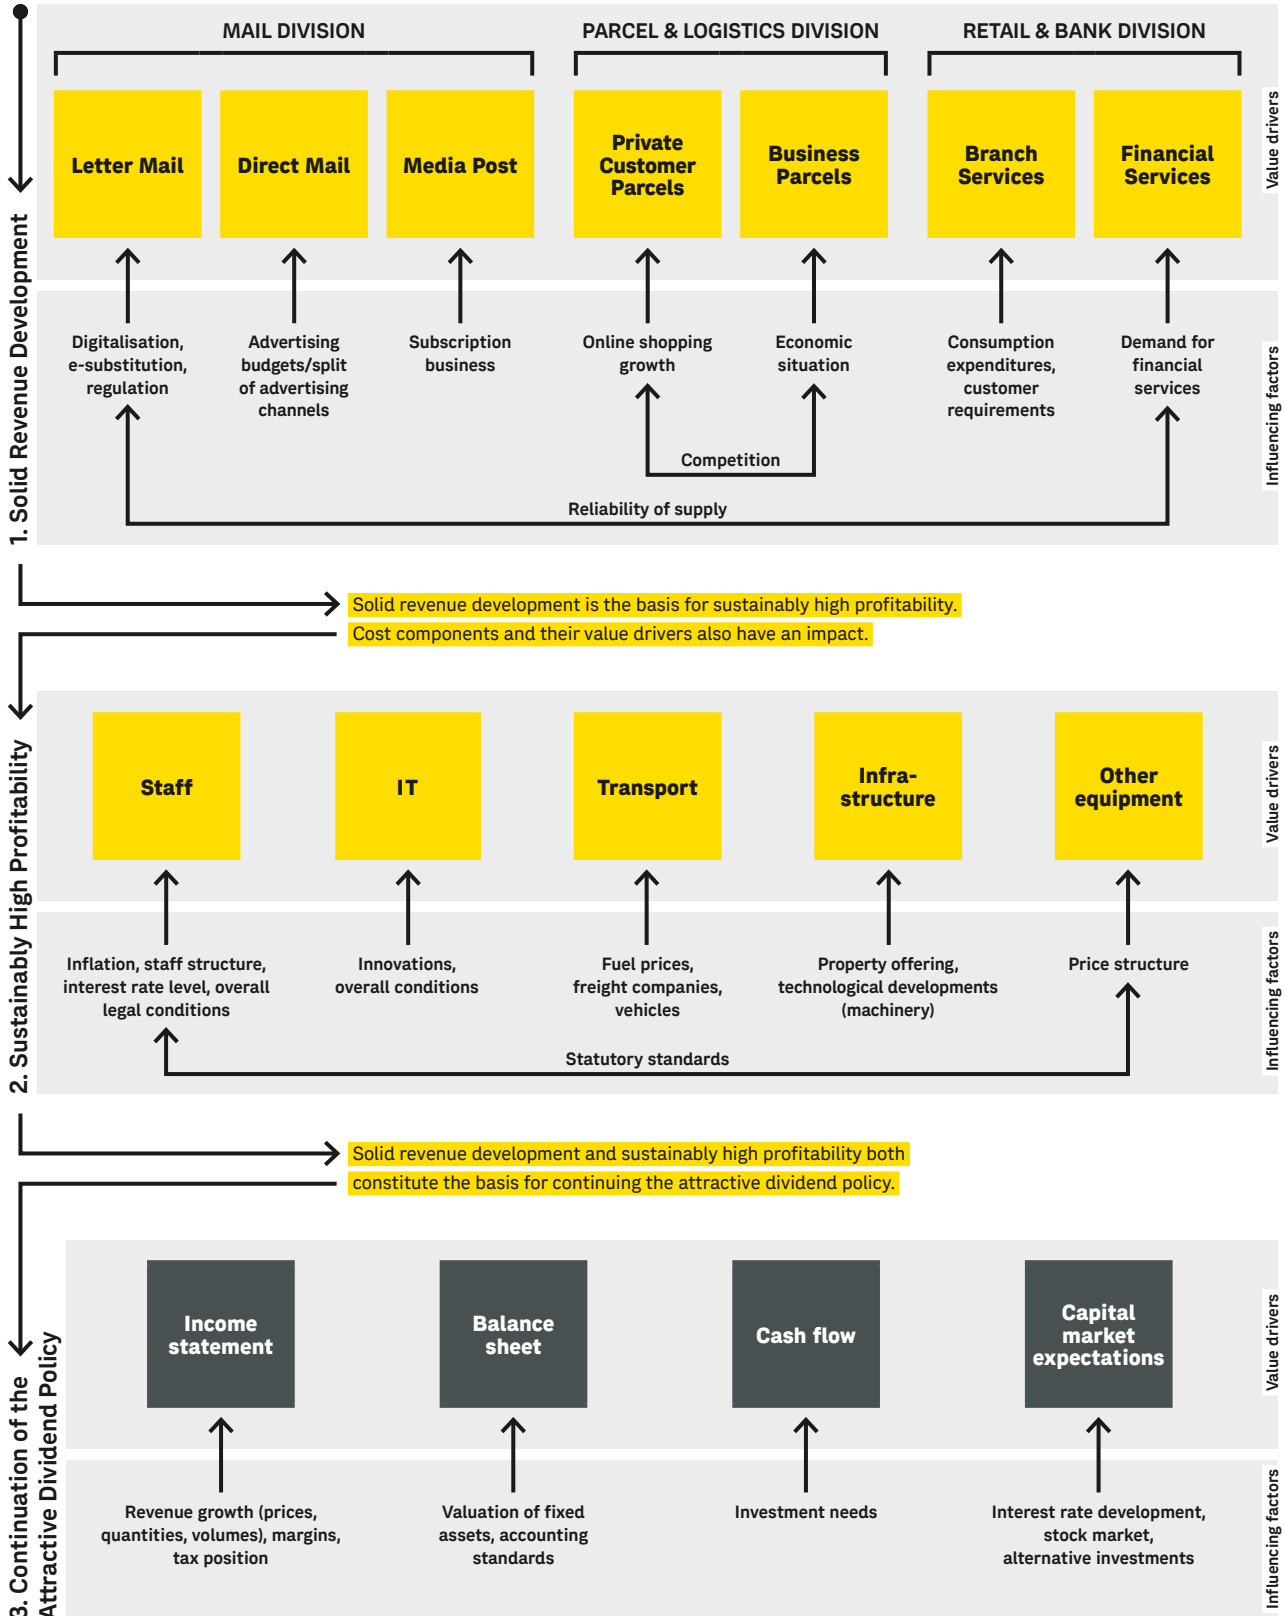 MAIL DIVISION
PARCEL & LOGISTICS DIVISION
RETAIL & BANK DIVISION
Letter Mail
Direct Mail
Media Post
Private
Customer
Parcels
Business
Parcels
Branch
Services
Financial
Services
Value drivers
1. Solid Revenue Development
Digitalisation,
e-substitution,
regulation
Advertising
budgets/split
of advertising
channels
Subscription
business
Online shopping
growth
Economic
situation
Consumption
expenditures,
customer
requirements
Demand for
financial
services
Influencing factors
Competition
Reliability of supply
Solid revenue development is the basis for sustainably high profitability.
Cost components and their value drivers also have an impact.
2. Sustainably High Profitability
Staff
IT
Transport
Infra-
structure
Other
equipment
Value drivers
Inflation, staff structure,
interest rate level, overall
legal conditions
Innovations,
overall conditions
Fuel prices,
freight companies,
vehicles
Property offering,
technological developments
(machinery)
Price structure
Influencing factors
Statutory standards
Solid revenue development and sustainably high profitability both
constitute the basis for continuing the attractive dividend policy.
3. Continuation of the
Attractive Dividend Policy
Income
statement
Balance
sheet
Cash flow
Capital
market
expectations
Value drivers
Revenue growth (prices,
quantities, volumes), margins,
tax position
Valuation of fixed
assets, accounting
standards
Investment needs
Interest rate development,
stock market,
alternative investments
Influencing factors